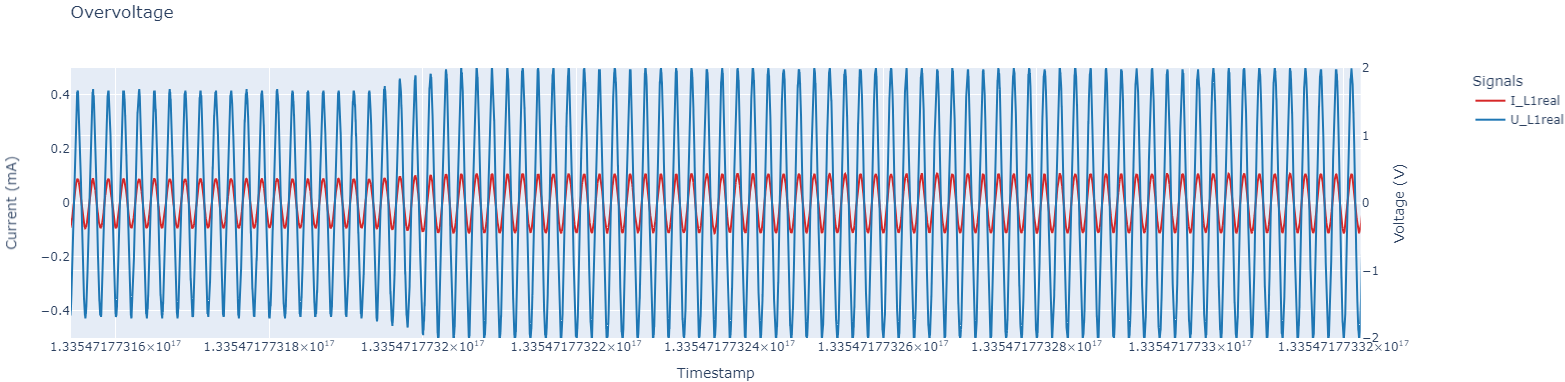 Overvoltage
Signals
I_L1real
U_L1real
Current (mA)
0.4
0.2
0
−0.2
−0.4
2
1
0
−1
−2
Voltage (V)
1.33547177316×10¹⁷
1.33547177318×10¹⁷
1.3354717732×10¹⁷
1.33547177322×10¹⁷
1.33547177324×10¹⁷
1.33547177326×10¹⁷
1.33547177328×10¹⁷
1.3354717733×10¹⁷
1.33547177332×10¹⁷
Timestamp